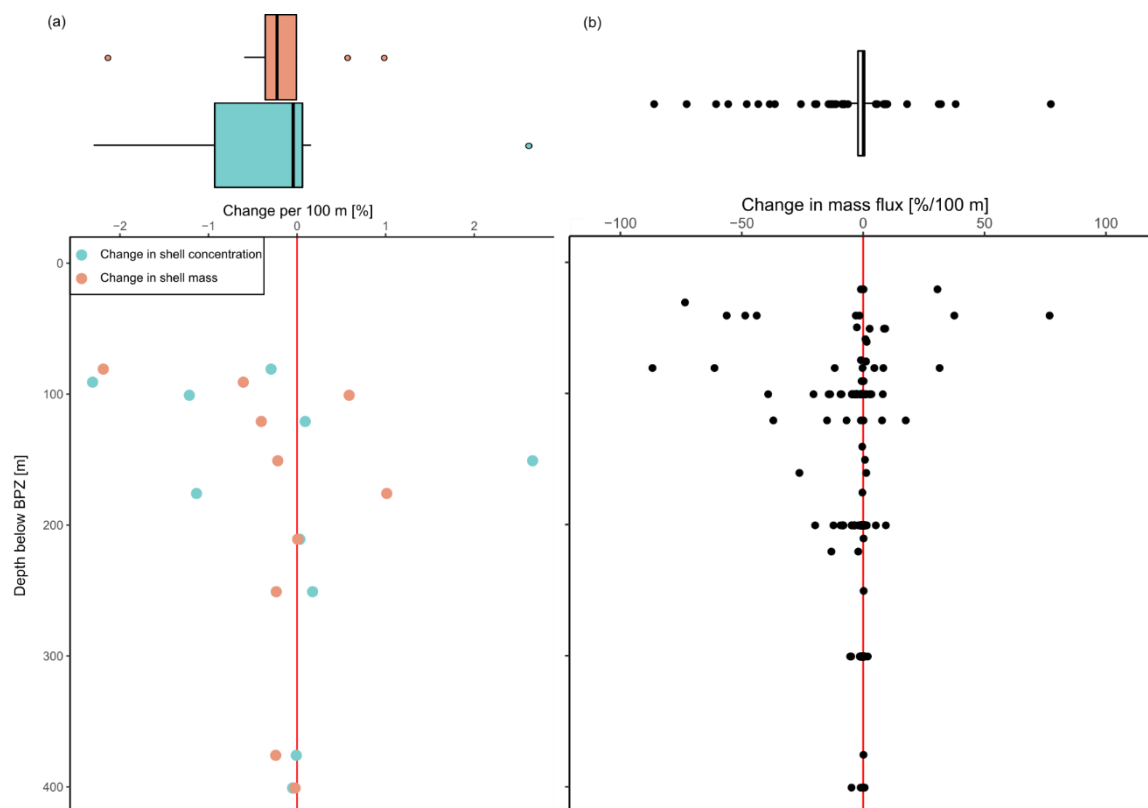 (a)
(b)
Change per 100 m [%]
−2 −1 0 1 2
Change in mass flux [%/100 m]
−100 −50 0 50 100
Change in shell concentration
Change in shell mass
Depth below BPZ [m]
0
100
200
300
400